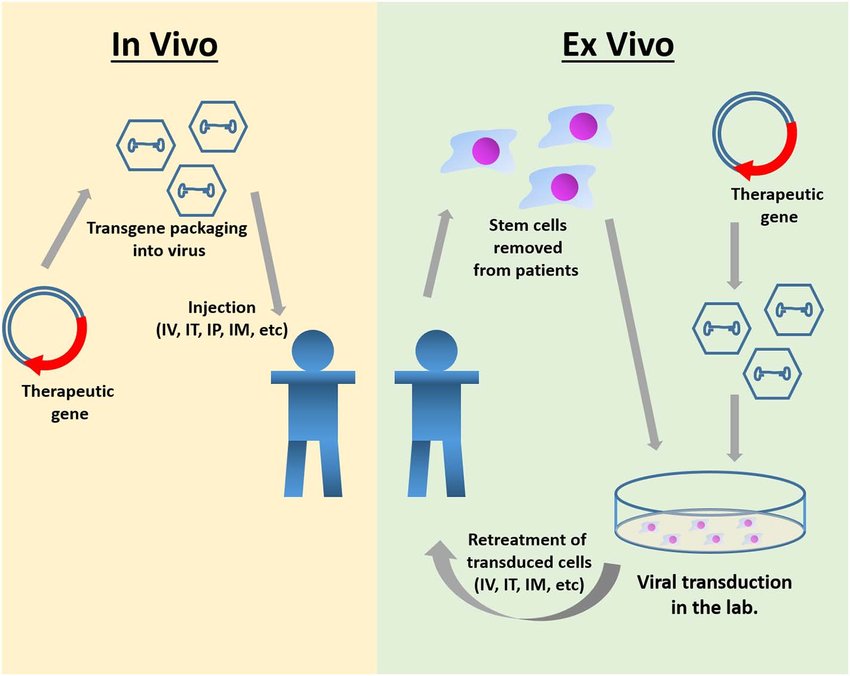 In Vivo
Transgene packaging
into virus
Injection
(IV, IT, IP, IM, etc)
Therapeutic
gene
Ex Vivo
Stem cells
removed
from patients
Therapeutic
gene
Retreatment of
transduced cells
(IV, IT, IM, etc)
Viral transduction
in the lab.